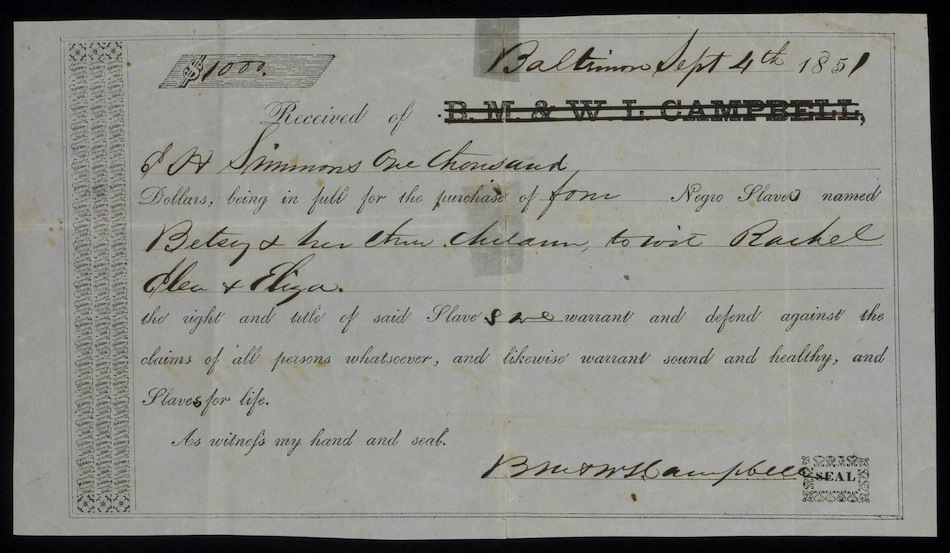 $1000.
Baltimore Sept 4th 1851
Received of B. M. & W. L. CAMPBELL,
Simmons One thousand
Dollars, being in full for the purchase of four Negro Slaves named
Betsey & her three children, to wit Rachel
& Eliza.
the right and title of said Slaves we warrant and defend against the
claims of all persons whatsoever, and likewise warrant sound and healthy, and
Slaves for life.
As witness my hand and seal.
B M & W L Campbell SEAL